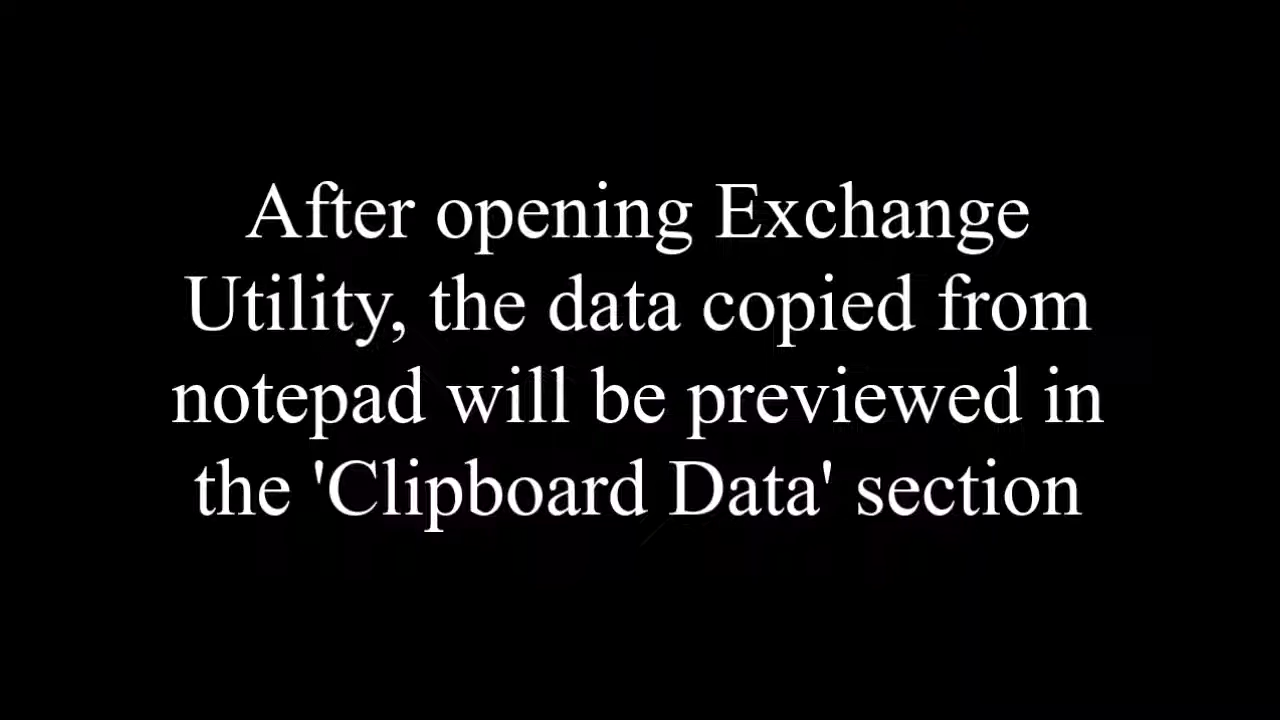 After opening Exchange
Utility, the data copied from
notepad will be previewed in
the 'Clipboard Data' section